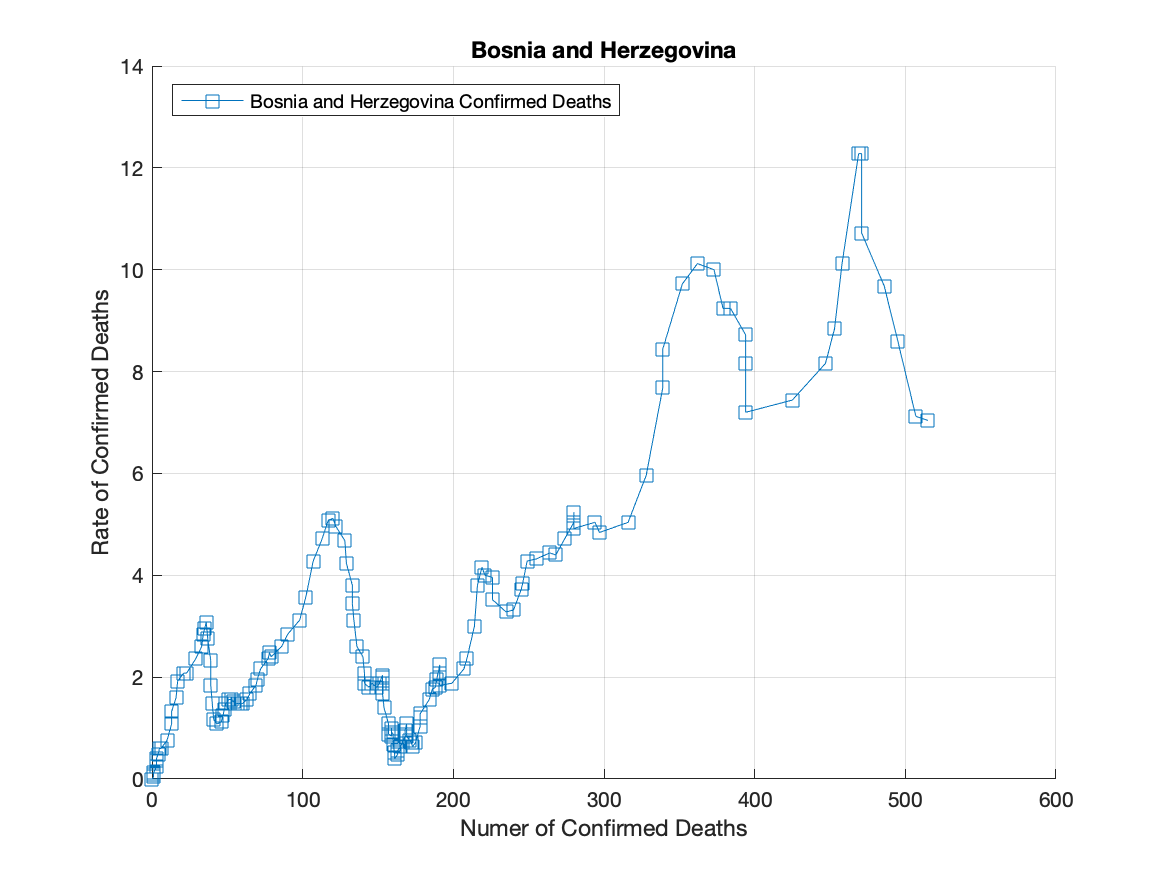 Bosnia and Herzegovina
14
Bosnia and Herzegovina Confirmed Deaths
12
10
8
6
4
2
0
Rate of Confirmed Deaths
0 100 200 300 400 500 600
Numer of Confirmed Deaths